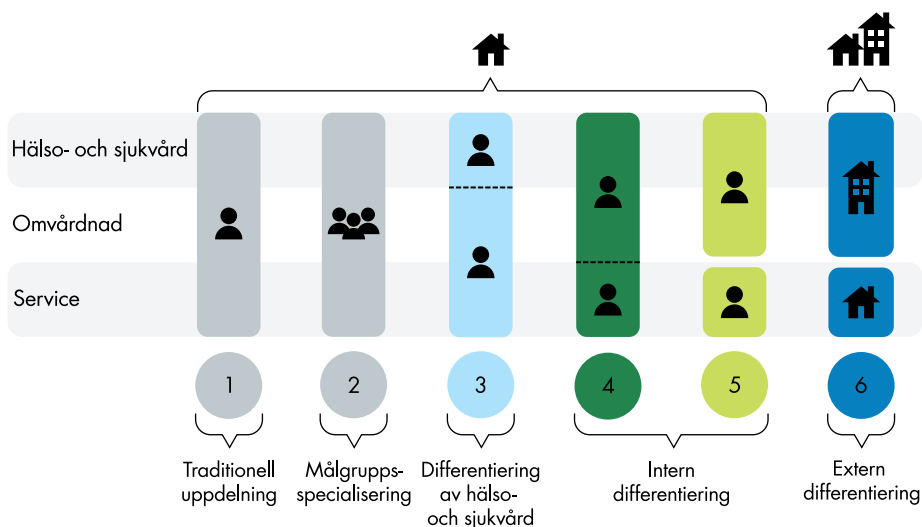 Hälso- och sjukvård
Omvårdnad
Service
1
2
3
4
5
6
Traditionell
uppdelning
Målgrupps-
specialisering
Differentiering
av hälso-
och sjukvård
Intern
differentiering
Extern
differentiering